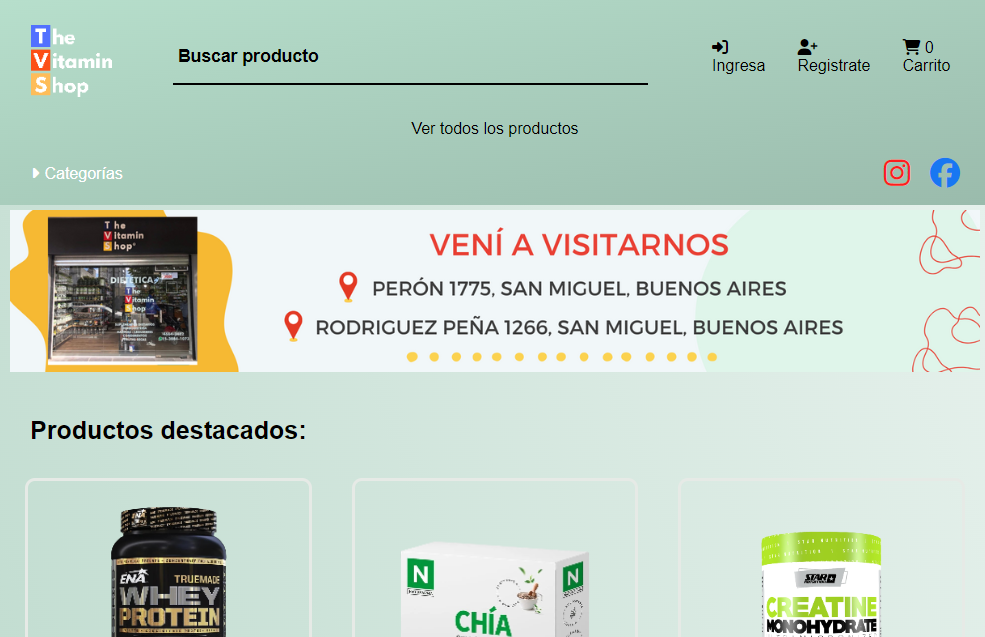 The
Vitamin
Shop
Buscar producto
Ingresa
Registrate
0
Carrito
Ver todos los productos
Categorías
The
Vitamin
Shop
DIETETICA
The
Vitamin
Shop
VENÍ A VISITARNOS
PERÓN 1775, SAN MIGUEL, BUENOS AIRES
RODRIGUEZ PEÑA 1266, SAN MIGUEL, BUENOS AIRES
Productos destacados:
ENA
ENA
TRUEMADE
WHEY
PROTEIN
N
N
CHÍA
STAR
CREATINE
MONOHYDRATE